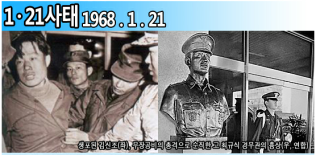 1·21사태 1968 . 1 . 21
생포된 김신조(좌), 무장공비의 총격으로 순직한 고 최규식 경무관의 흉상(우, 연합)